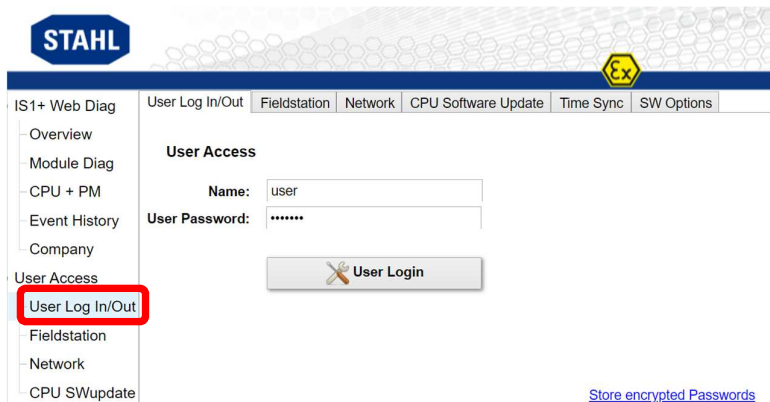 STAHL
Ex
IS1+ Web Diag
Overview
Module Diag
CPU + PM
Event History
Company
User Access
User Log In/Out
Fieldstation
Network
CPU SWupdate
User Log In/Out Fieldstation Network CPU Software Update Time Sync SW Options
User Access
Name: user
User Password: •••••••
User Login
Store encrypted Passwords